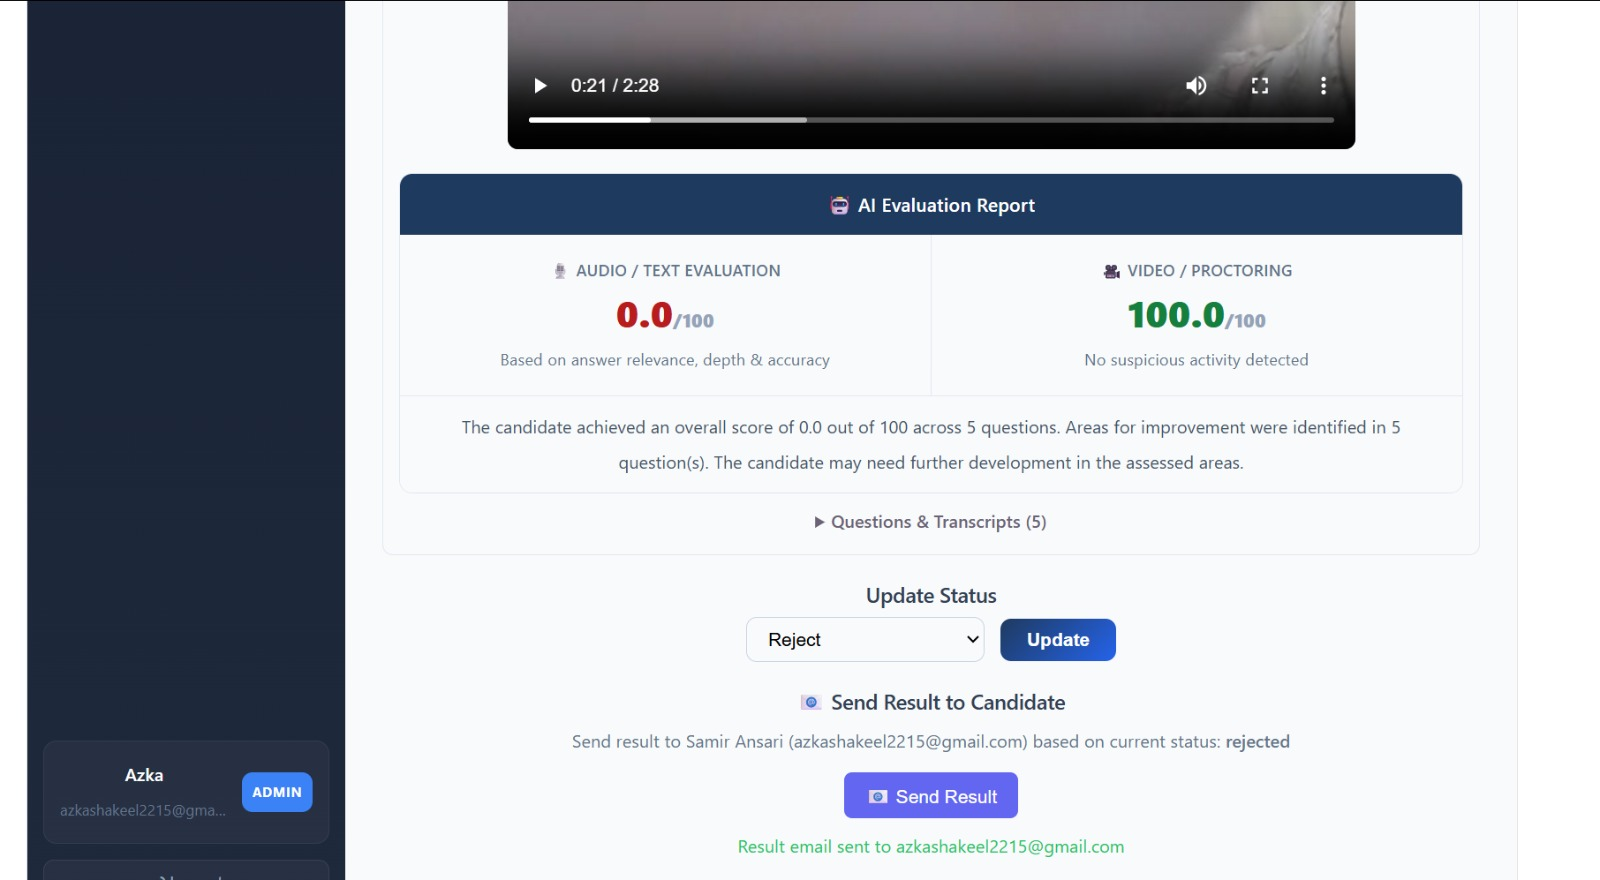 0:21 / 2:28
AI Evaluation Report
AUDIO / TEXT EVALUATION
0.0/100
Based on answer relevance, depth & accuracy
VIDEO / PROCTORING
100.0/100
No suspicious activity detected
The candidate achieved an overall score of 0.0 out of 100 across 5 questions. Areas for improvement were identified in 5
question(s). The candidate may need further development in the assessed areas.
Questions & Transcripts (5)
Update Status
Reject
Update
Send Result to Candidate
Send result to Samir Ansari (azkashakeel2215@gmail.com) based on current status: rejected
Send Result
Result email sent to azkashakeel2215@gmail.com
Azka
azkashakeel2215@gma...
ADMIN